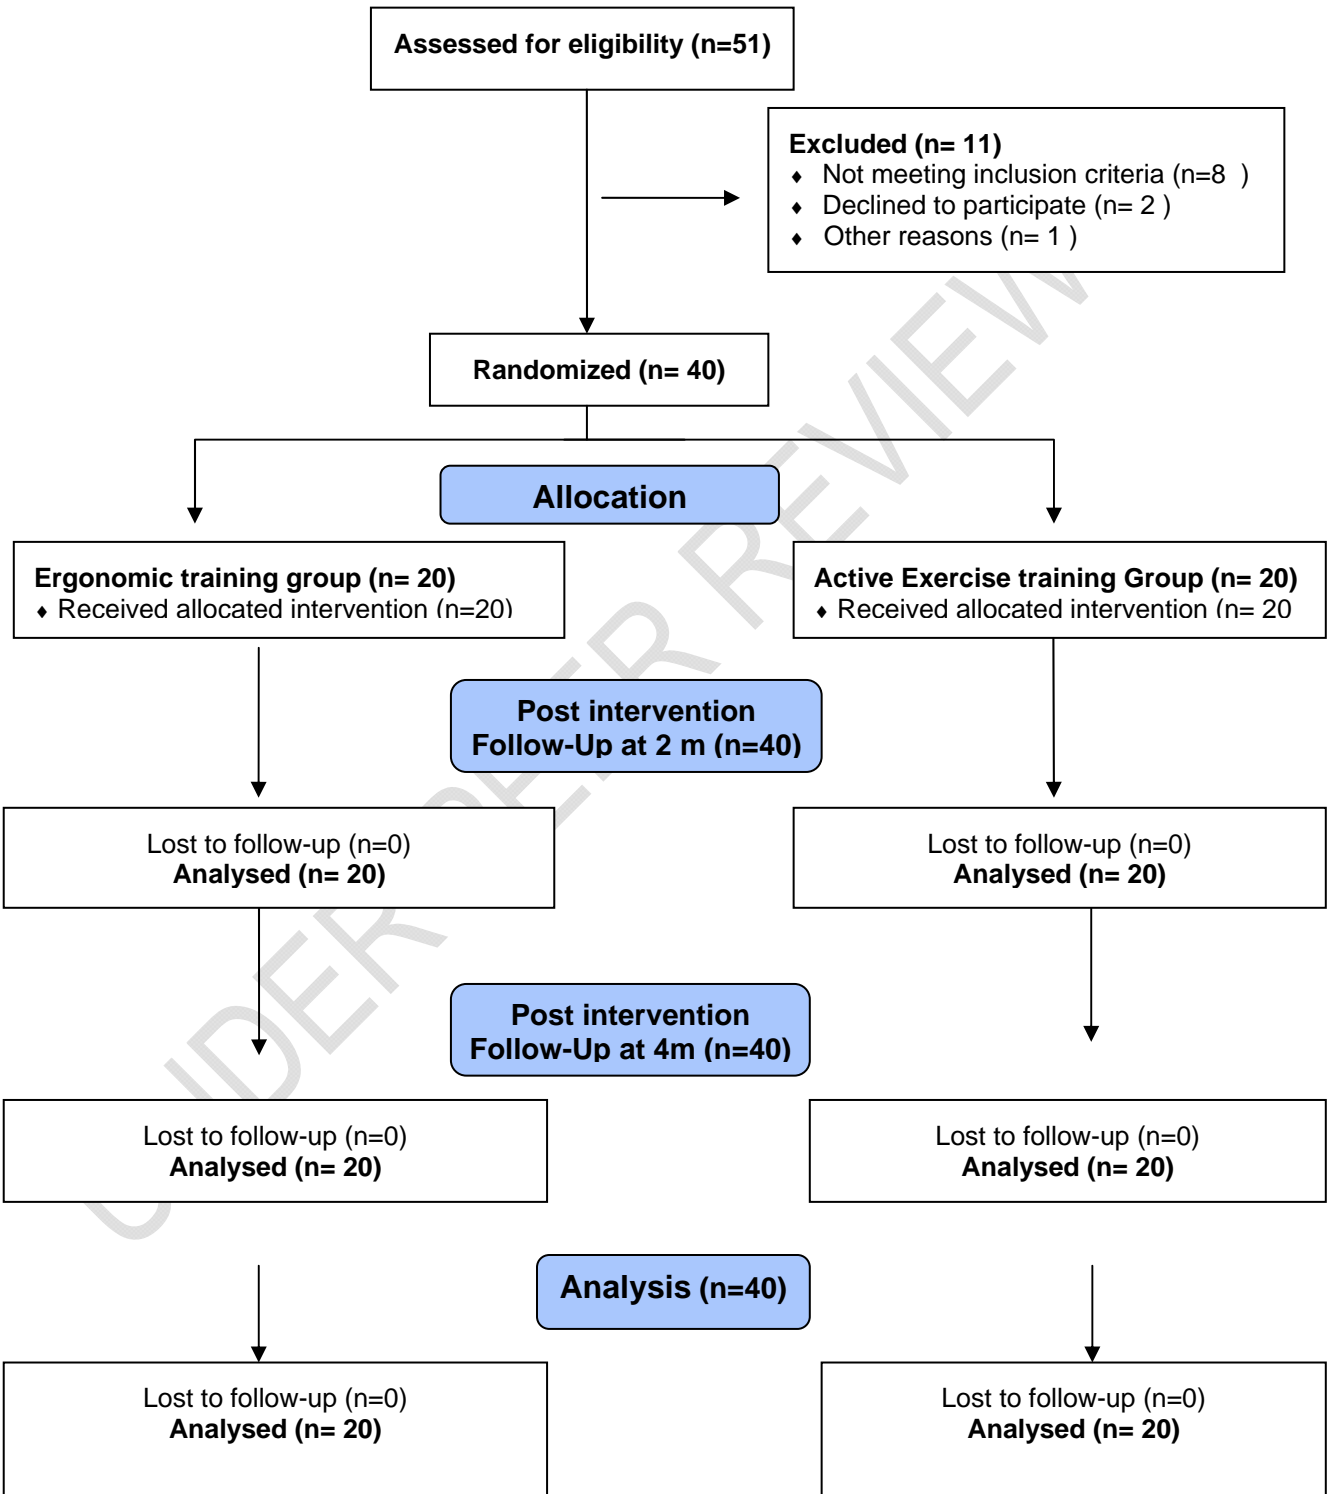 Assessed for eligibility (n=51)
Excluded (n= 11)
♦ Not meeting inclusion criteria (n=8  )
♦ Declined to participate (n= 2 )
♦ Other reasons (n= 1 )
Randomized (n= 40)
Allocation
Ergonomic training group (n= 20)
♦ Received allocated intervention (n=20)
Active Exercise training Group (n= 20)
♦ Received allocated intervention (n= 20
Post intervention
Follow-Up at 2 m (n=40)
Lost to follow-up (n=0)
Analysed (n= 20)
Lost to follow-up (n=0)
Analysed (n= 20)
Post intervention
Follow-Up at 4m (n=40)
Lost to follow-up (n=0)
Analysed (n= 20)
Lost to follow-up (n=0)
Analysed (n= 20)
Analysis (n=40)
Lost to follow-up (n=0)
Analysed (n= 20)
Lost to follow-up (n=0)
Analysed (n= 20)
UNDER PEER REVIEW